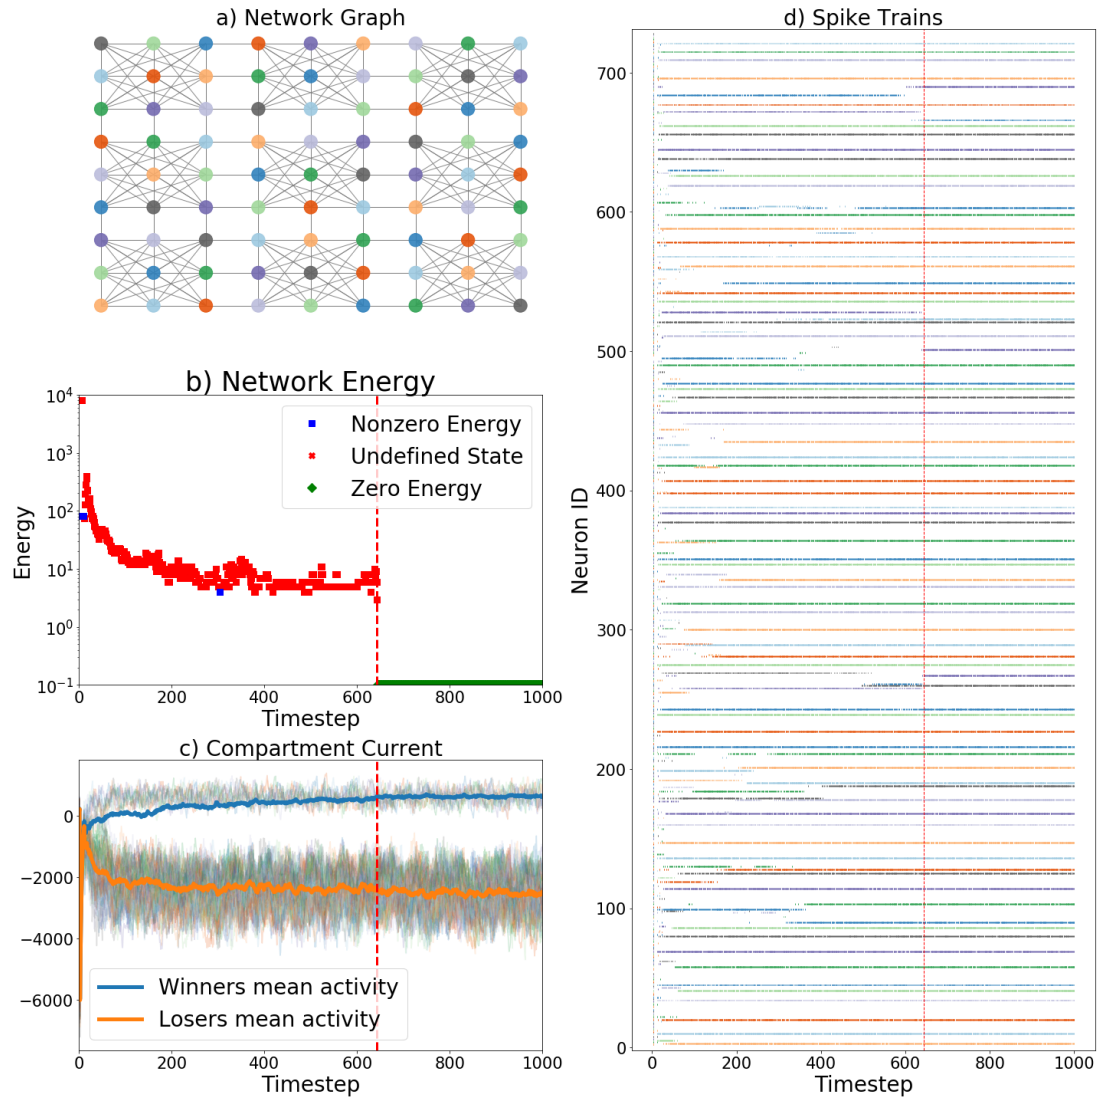 a) Network Graph
b) Network Energy
10^4
10^3
10^2
10^1
10^0
10^−1
Energy
Nonzero Energy
Undefined State
Zero Energy
0 200 400 600 800 1000
Timestep
c) Compartment Current
0
−2000
−4000
−6000
Winners mean activity
Losers mean activity
0 200 400 600 800 1000
Timestep
d) Spike Trains
700
600
500
400
300
200
100
0
Neuron ID
0 200 400 600 800 1000
Timestep